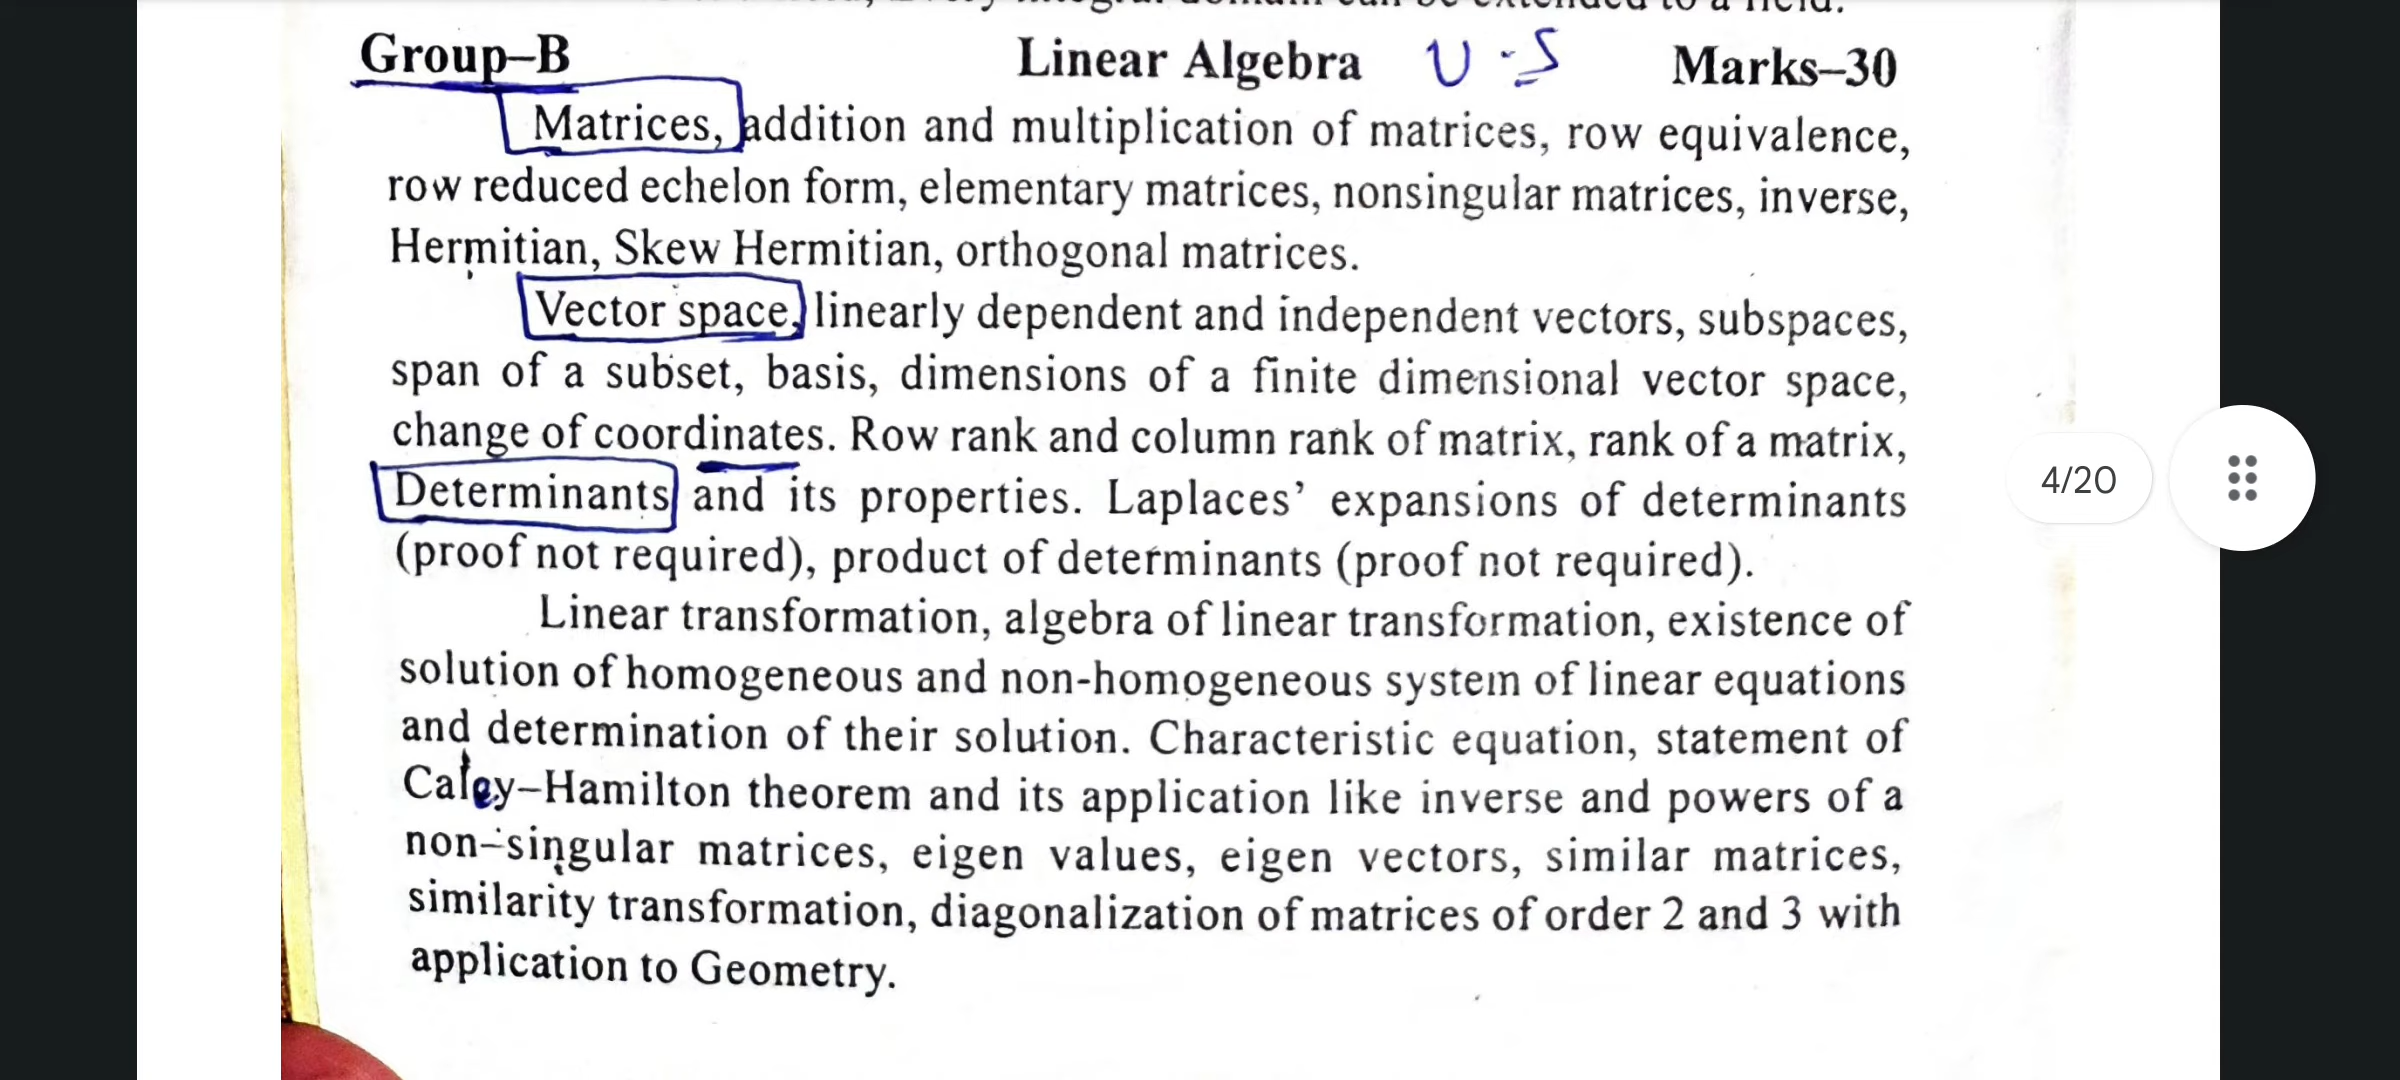 Group–B Linear Algebra U-5 Marks–30
Matrices, addition and multiplication of matrices, row equivalence,
row reduced echelon form, elementary matrices, nonsingular matrices, inverse,
Hermitian, Skew Hermitian, orthogonal matrices.
Vector space, linearly dependent and independent vectors, subspaces,
span of a subset, basis, dimensions of a finite dimensional vector space,
change of coordinates. Row rank and column rank of matrix, rank of a matrix,
Determinants and its properties. Laplaces’ expansions of determinants
(proof not required), product of determinants (proof not required).
4/20
Linear transformation, algebra of linear transformation, existence of
solution of homogeneous and non-homogeneous system of linear equations
and determination of their solution. Characteristic equation, statement of
Caley–Hamilton theorem and its application like inverse and powers of a
non-singular matrices, eigen values, eigen vectors, similar matrices,
similarity transformation, diagonalization of matrices of order 2 and 3 with
application to Geometry.